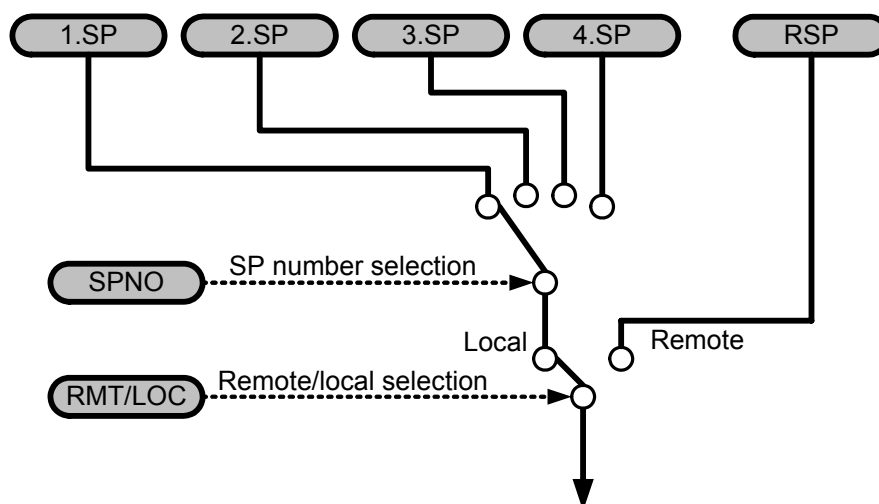 1.SP
2.SP
3.SP
4.SP
RSP
SPNO
SP number selection
Local
Remote
RMT/LOC
Remote/local selection